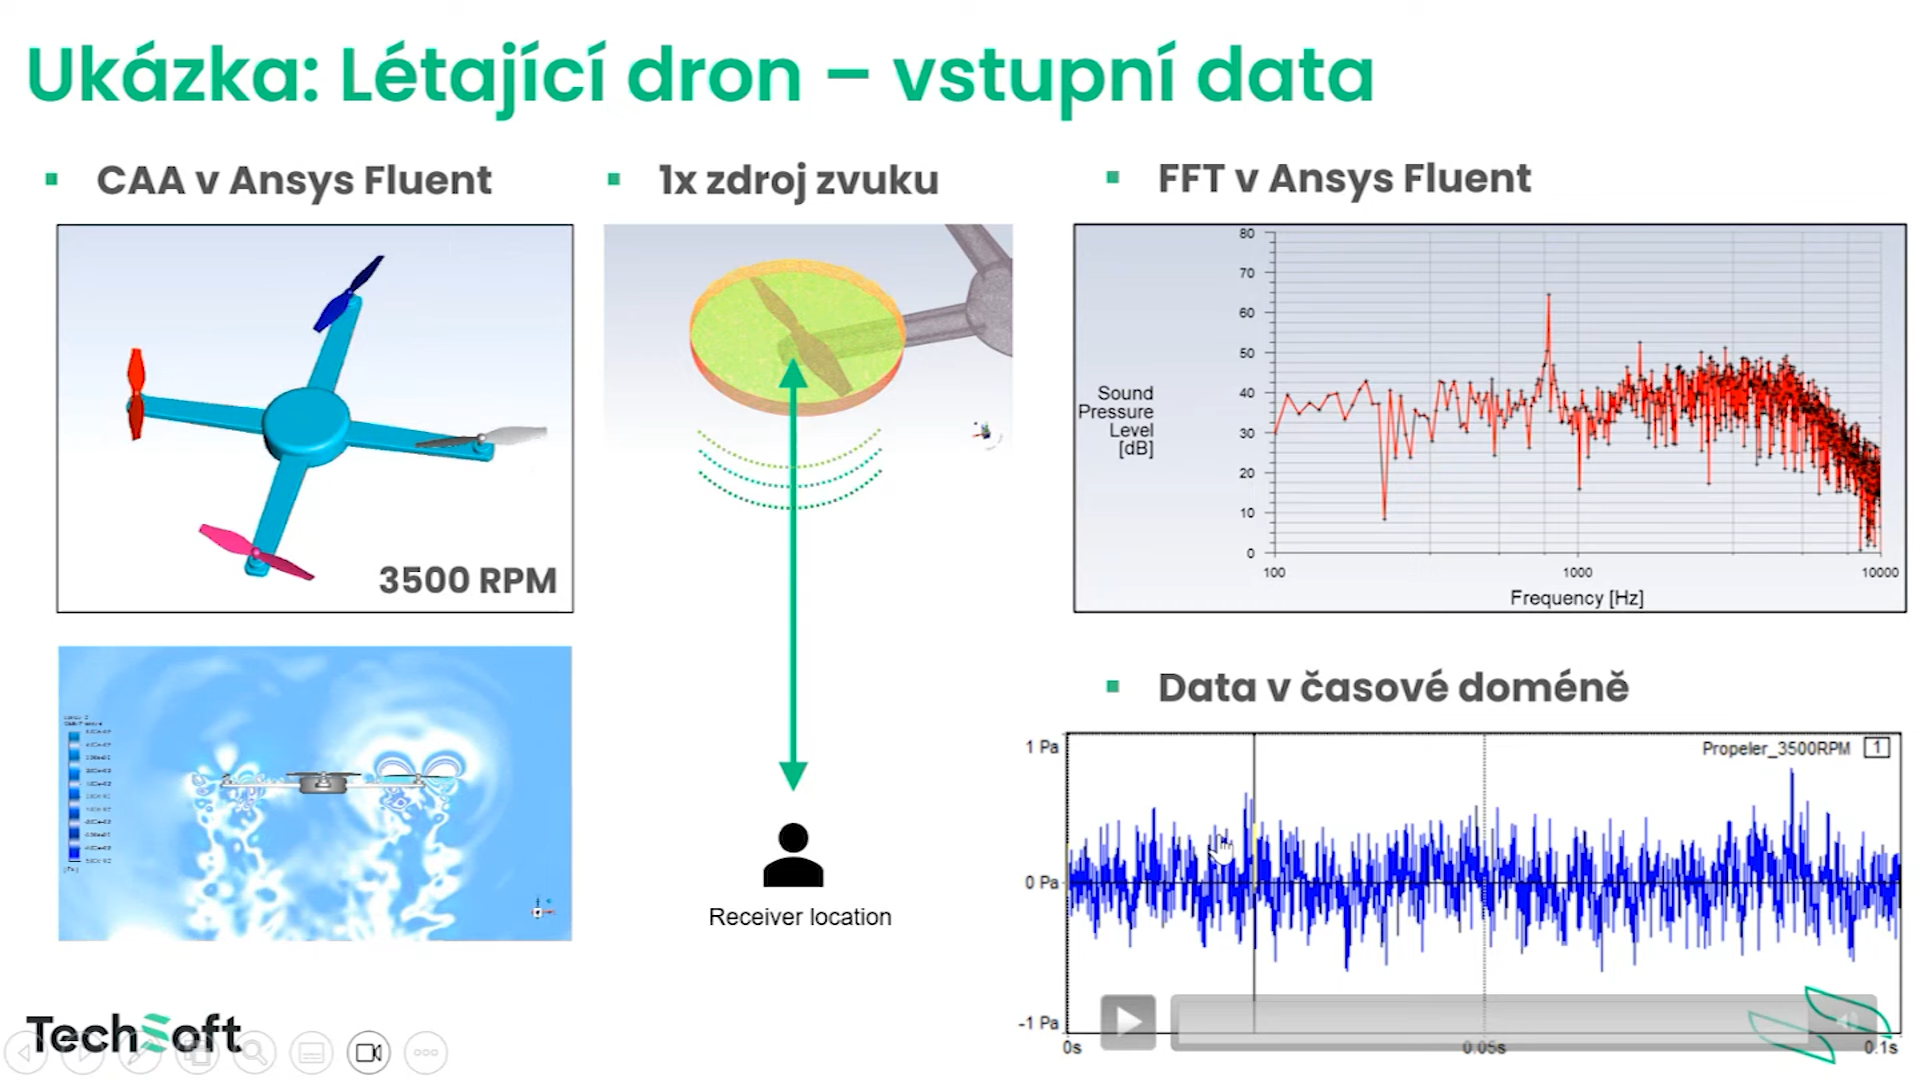 Ukázka: Létající dron – vstupní data
CAA v Ansys Fluent
3500 RPM
1x zdroj zvuku
Receiver location
FFT v Ansys Fluent
80
70
60
50
40
30
20
10
0
Sound
Pressure
Level
[dB]
100
1000
10000
Frequency [Hz]
Data v časové doméně
1 Pa
0 Pa
-1 Pa
Propeler_3500RPM
1
0s
0.05s
0.1s
TechSoft